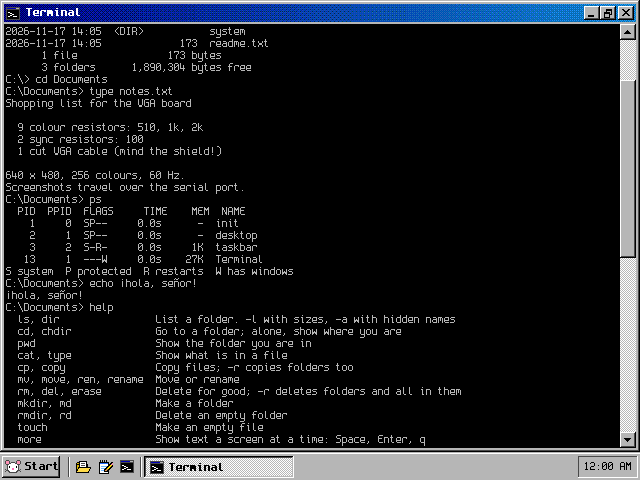 Terminal
2026-11-17 14:05  <DIR>           system
2026-11-17 14:05             173  readme.txt
      1 file               173 bytes
      3 folders      1,890,304 bytes free
C:\> cd Documents
C:\Documents> type notes.txt
Shopping list for the VGA board

  9 colour resistors: 510, 1k, 2k
  2 sync resistors: 100
  1 cut VGA cable (mind the shield!)

640 x 480, 256 colours, 60 Hz.
Screenshots travel over the serial port.
C:\Documents> ps
  PID  PPID  FLAGS     TIME    MEM  NAME
    1     0  SP--     0.0s      -  init
    2     1  SP--     0.0s      -  desktop
    3     2  S-R-     0.0s     1K  taskbar
   13     1  ---W     0.0s    27K  Terminal
S system  P protected  R restarts  W has windows
C:\Documents> echo ¡hola, señor!
¡hola, señor!
C:\Documents> help
  ls, dir                 List a folder. -l with sizes, -a with hidden names
  cd, chdir               Go to a folder; alone, show where you are
  pwd                     Show the folder you are in
  cat, type               Show what is in a file
  cp, copy                Copy files; -r copies folders too
  mv, move, ren, rename   Move or rename
  rm, del, erase          Delete for good; -r deletes folders and all in them
  mkdir, md               Make a folder
  rmdir, rd               Delete an empty folder
  touch                   Make an empty file
  more                    Show text a screen at a time: Space, Enter, q
Start
Terminal
12:00 AM